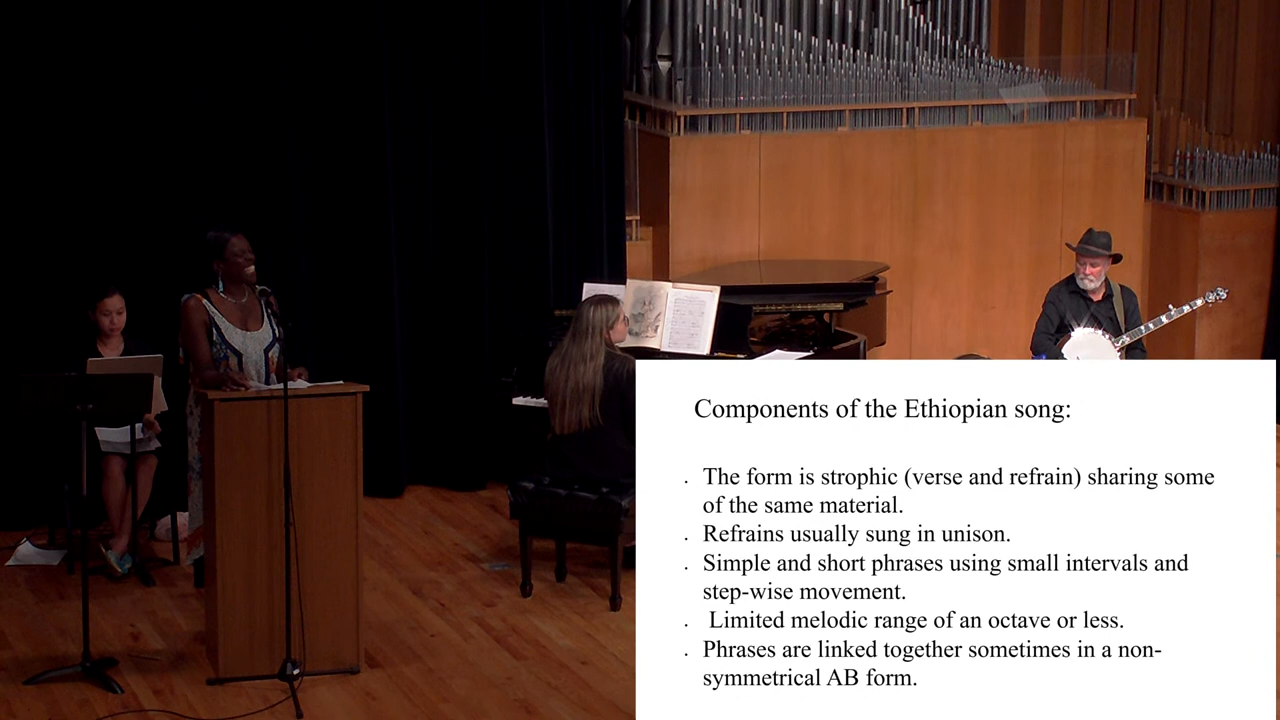 Components of the Ethiopian song:
. The form is strophic (verse and refrain) sharing some
of the same material.
. Refrains usually sung in unison.
. Simple and short phrases using small intervals and
step-wise movement.
. Limited melodic range of an octave or less.
. Phrases are linked together sometimes in a non-
symmetrical AB form.